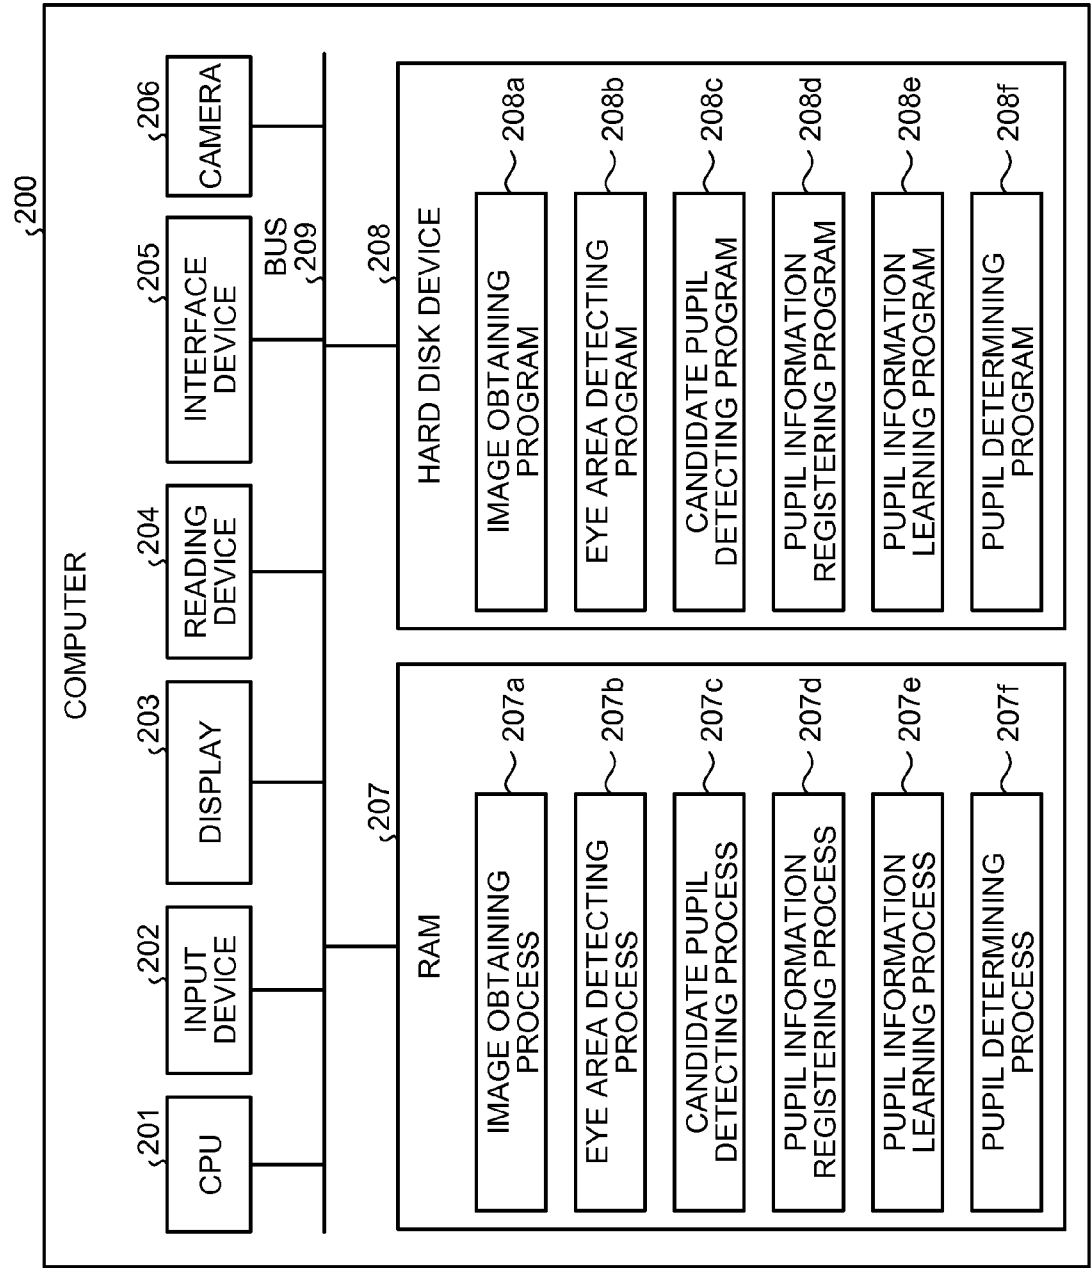 200
COMPUTER
201
CPU
202
INPUT
DEVICE
203
DISPLAY
204
READING
DEVICE
205
INTERFACE
DEVICE
206
CAMERA
BUS
209
207
RAM
IMAGE OBTAINING
PROCESS
207a
EYE AREA DETECTING
PROCESS
207b
CANDIDATE PUPIL
DETECTING PROCESS
207c
PUPIL INFORMATION
REGISTERING PROCESS
207d
PUPIL INFORMATION
LEARNING PROCESS
207e
PUPIL DETERMINING
PROCESS
207f
208
HARD DISK DEVICE
IMAGE OBTAINING
PROGRAM
208a
EYE AREA DETECTING
PROGRAM
208b
CANDIDATE PUPIL
DETECTING PROGRAM
208c
PUPIL INFORMATION
REGISTERING PROGRAM
208d
PUPIL INFORMATION
LEARNING PROGRAM
208e
PUPIL DETERMINING
PROGRAM
208f